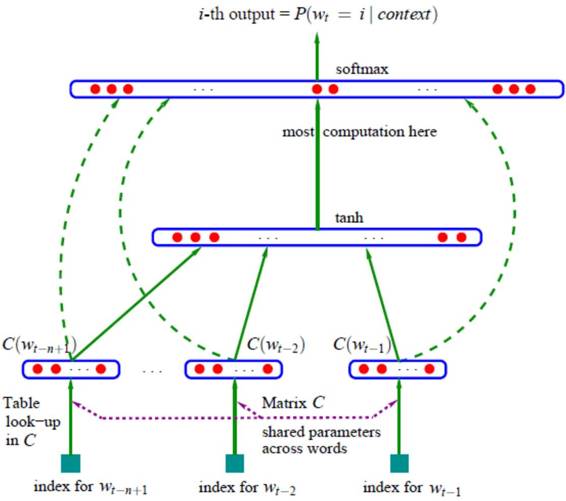 i-th output = P(w_t = i | context)
softmax
. . . . . .
most computation here
tanh
. . . . . .
C(w_{t−n+1}) C(w_{t−2}) C(w_{t−1})
. . . . . . . . . . . .
Table look−up in C
Matrix C
shared parameters across words
index for w_{t−n+1} index for w_{t−2} index for w_{t−1}